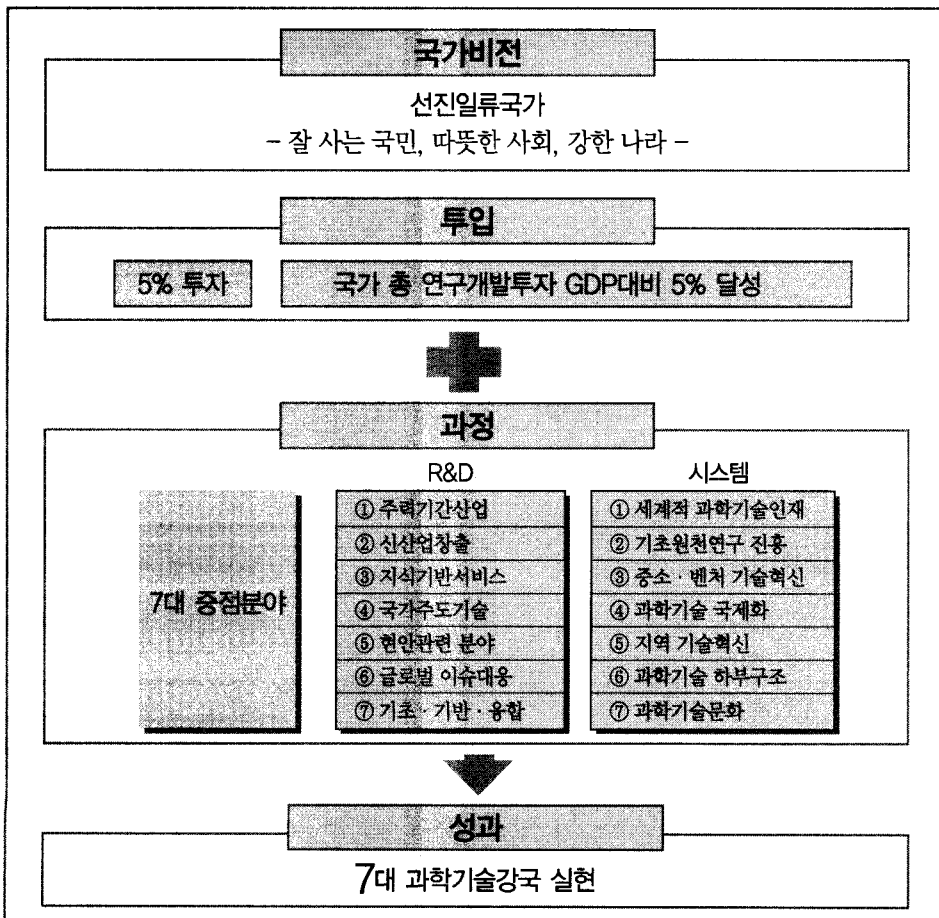 국가비전
선진일류국가
- 잘 사는 국민, 따뜻한 사회, 강한 나라 -
투입
5% 투자
국가 총 연구개발투자 GDP대비 5% 달성
과정
7대 중점분야
R&D
① 주력기간산업
② 신산업창출
③ 지식기반서비스
④ 국가주도기술
⑤ 현안관련 분야
⑥ 글로벌 이슈대응
⑦ 기초 · 기반 · 융합
시스템
① 세계적 과학기술인재
② 기초원천연구 진흥
③ 중소 · 벤처 기술혁신
④ 과학기술 국제화
⑤ 지역 기술혁신
⑥ 과학기술 하부구조
⑦ 과학기술문화
성과
7대 과학기술강국 실현